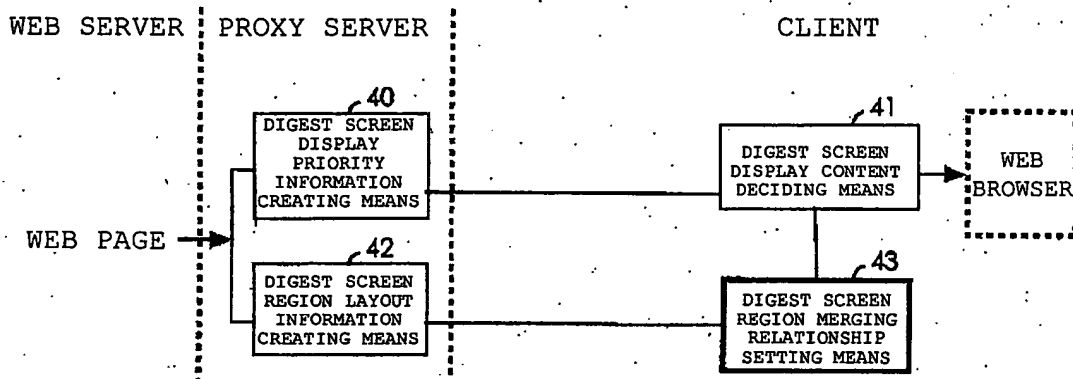 WEB SERVER
PROXY SERVER
CLIENT
40
DIGEST SCREEN
DISPLAY
PRIORITY
INFORMATION
CREATING MEANS
41
DIGEST SCREEN
DISPLAY CONTENT
DECIDING MEANS
WEB
BROWSER
WEB PAGE
42
DIGEST SCREEN
REGION LAYOUT
INFORMATION
CREATING MEANS
43
DIGEST SCREEN
REGION MERGING
RELATIONSHIP
SETTING MEANS